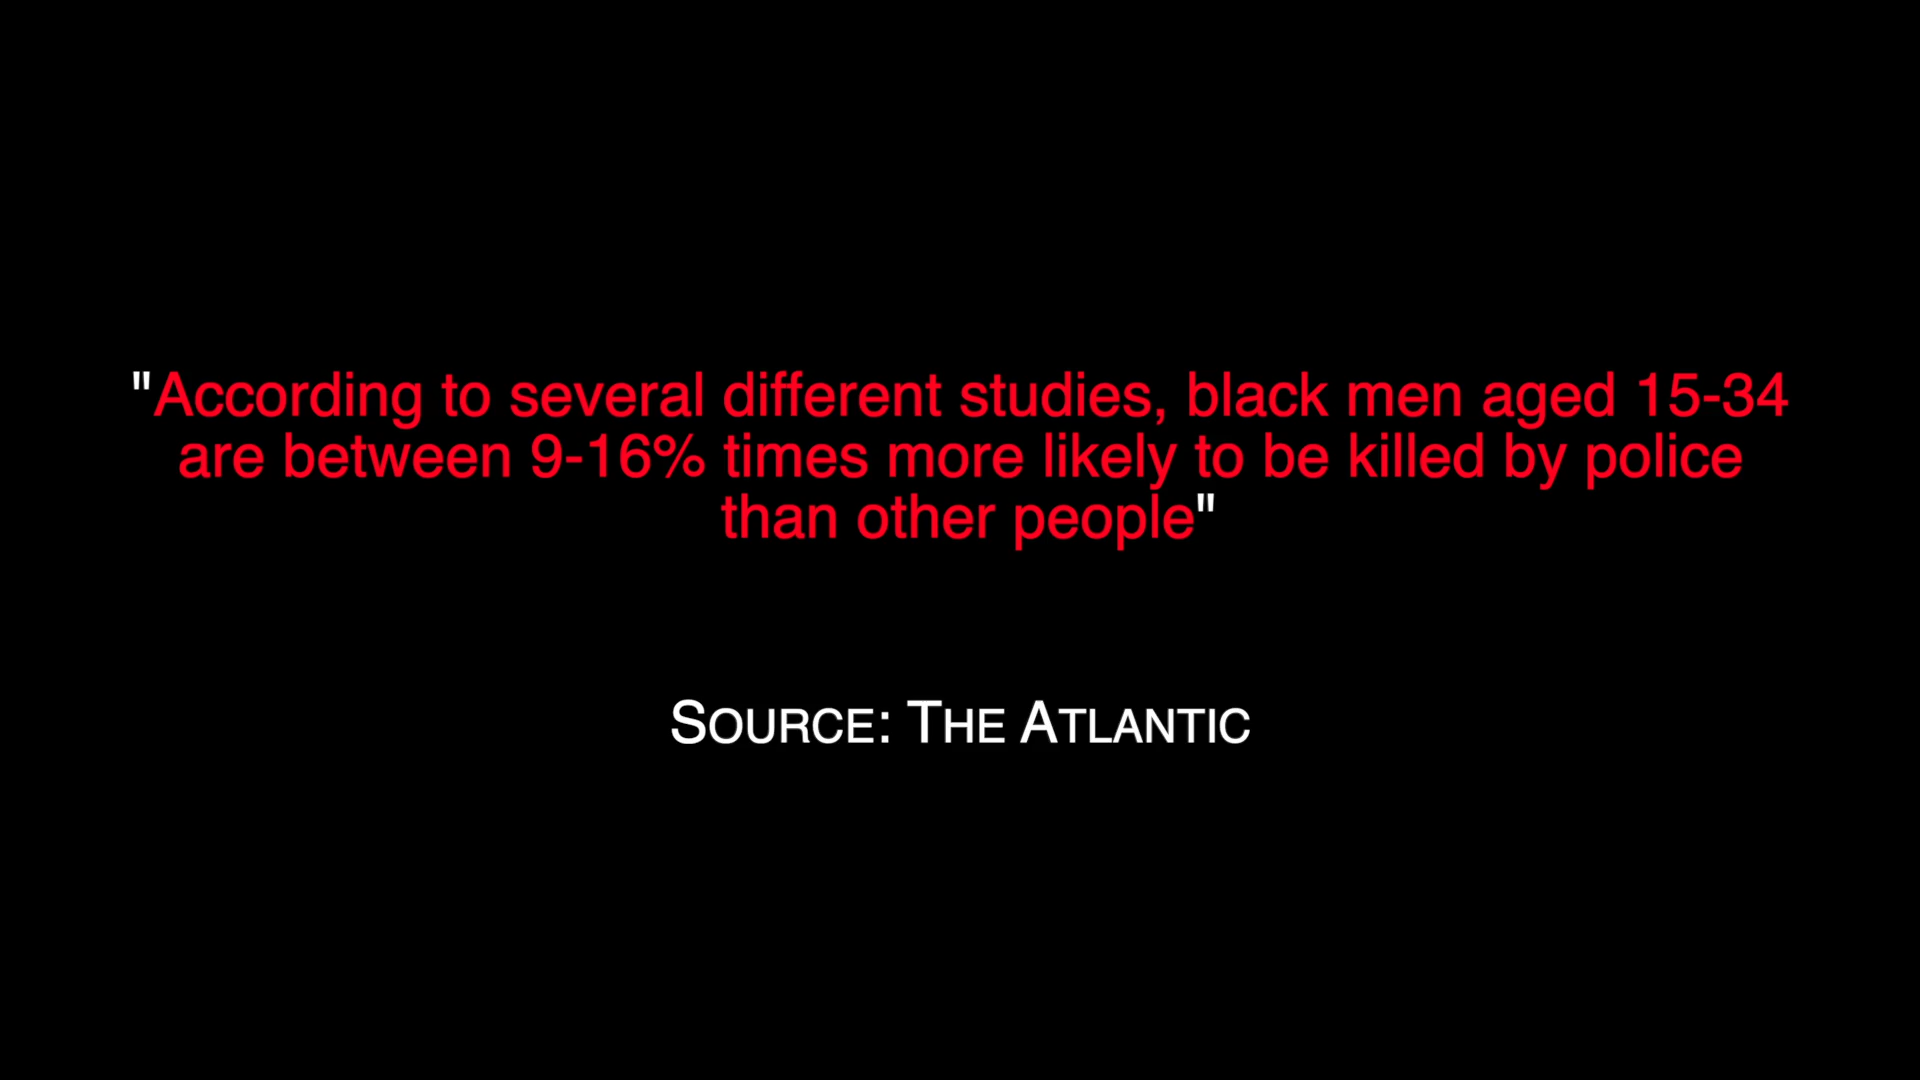 "According to several different studies, black men aged 15-34
are between 9-16% times more likely to be killed by police
than other people"
SOURCE: THE ATLANTIC